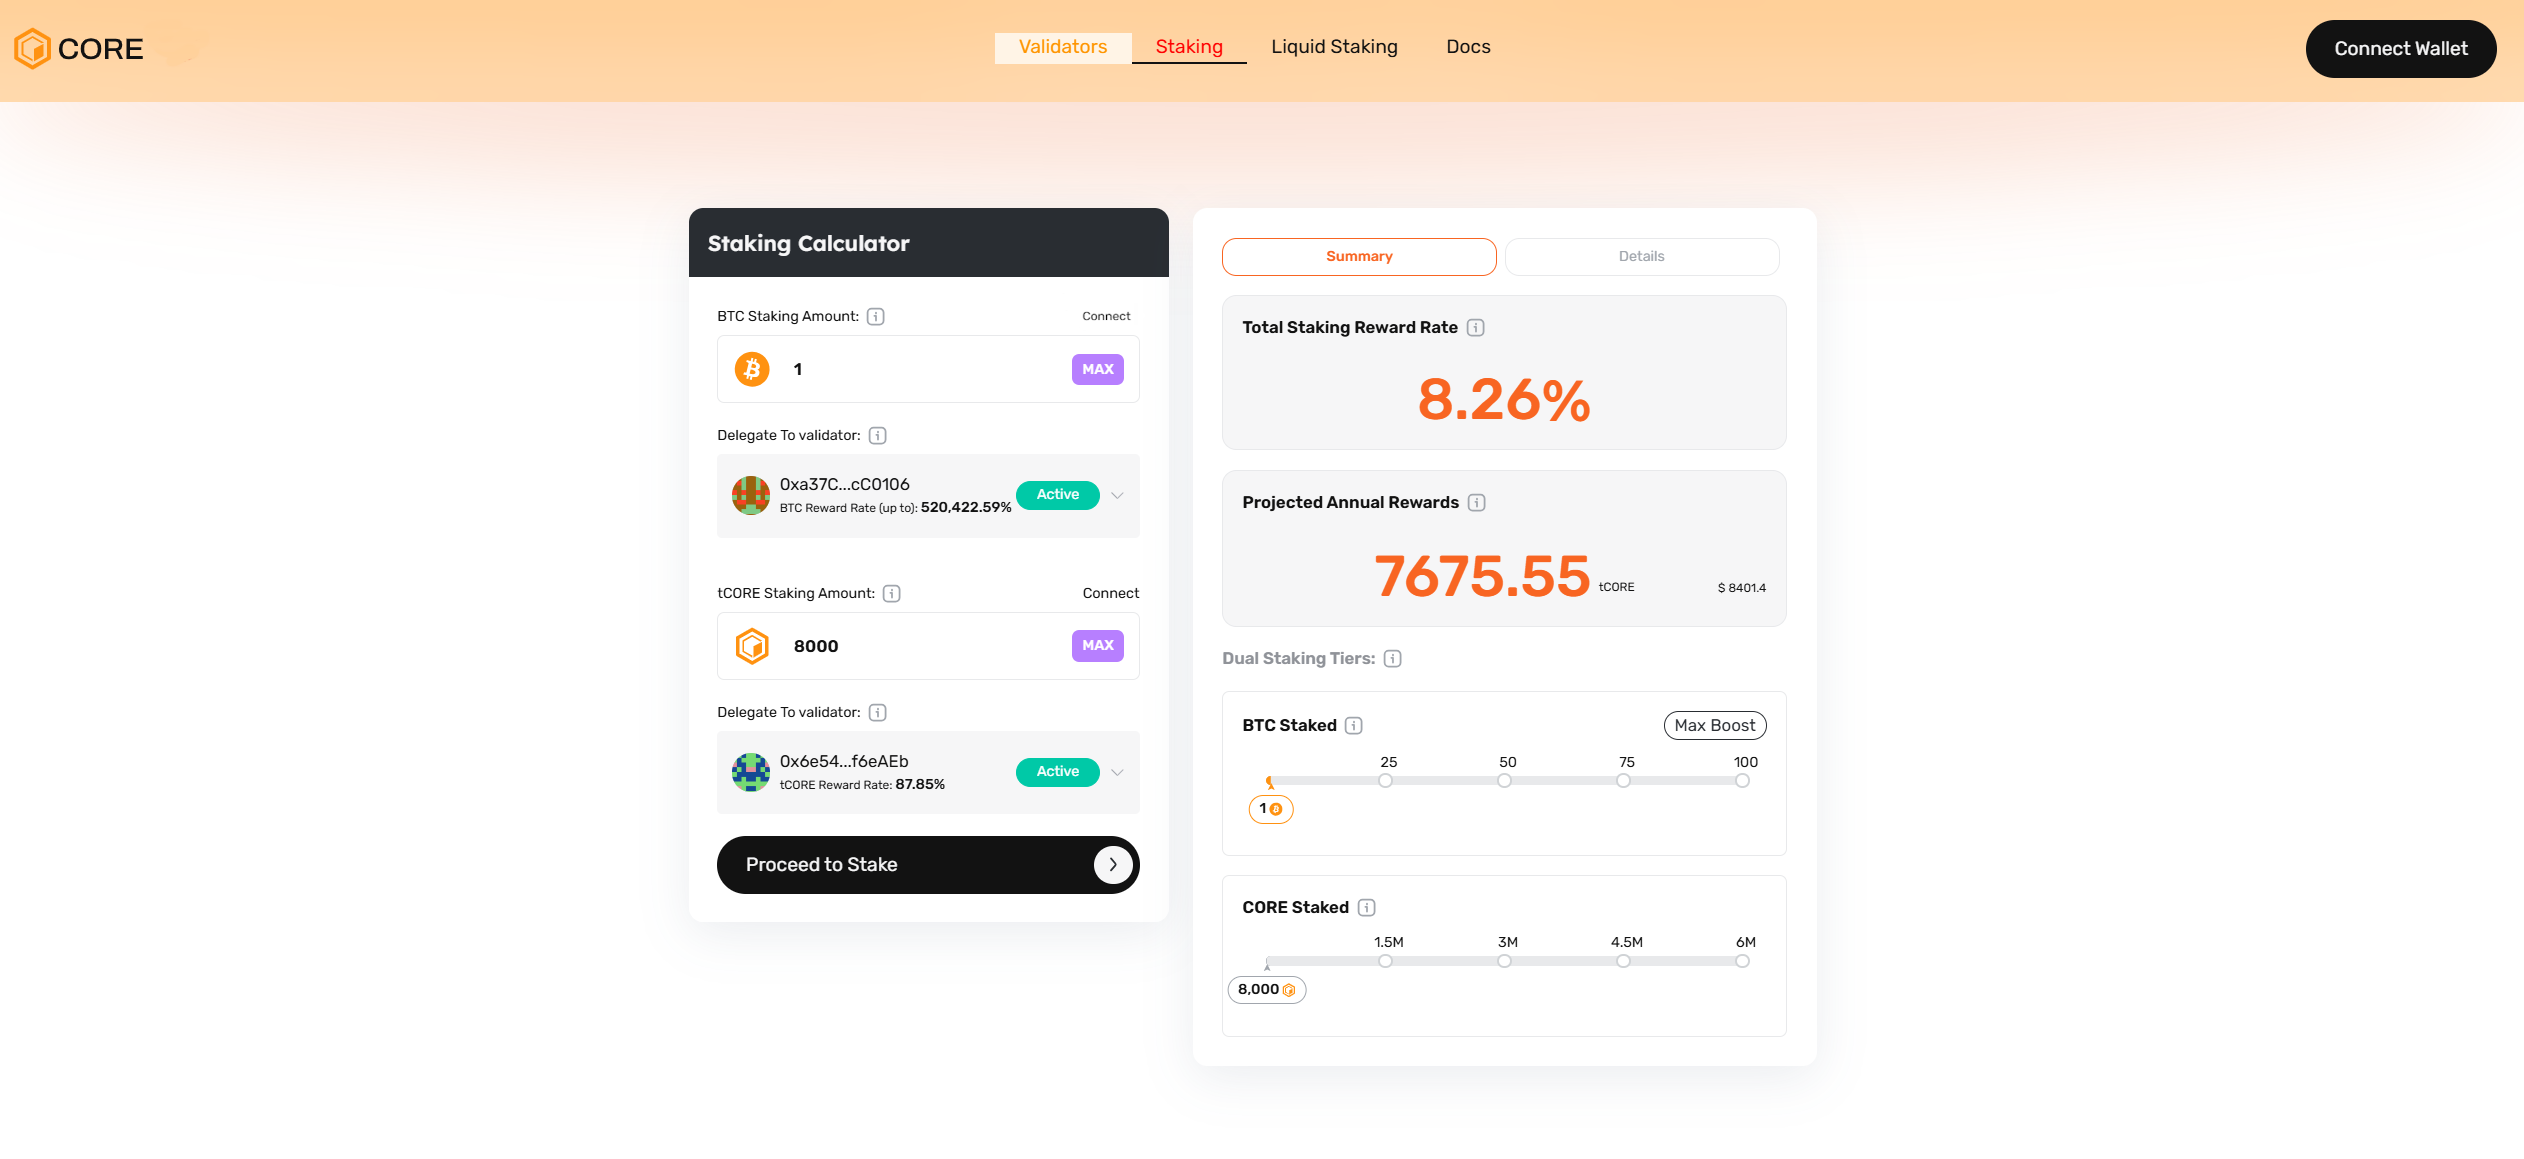 CORE
Validators Staking Liquid Staking Docs
Connect Wallet
Staking Calculator
BTC Staking Amount: Connect
1 MAX
Delegate To validator:
0xa37C...cC0106
BTC Reward Rate (up to): 520,422.59% Active
tCORE Staking Amount: Connect
8000 MAX
Delegate To validator:
0x6e54...f6eAEb
tCORE Reward Rate: 87.85% Active
Proceed to Stake
Summary Details
Total Staking Reward Rate
8.26%
Projected Annual Rewards
7675.55 tCORE $ 8401.4
Dual Staking Tiers:
BTC Staked Max Boost
25 50 75 100
1
CORE Staked
1.5M 3M 4.5M 6M
8,000